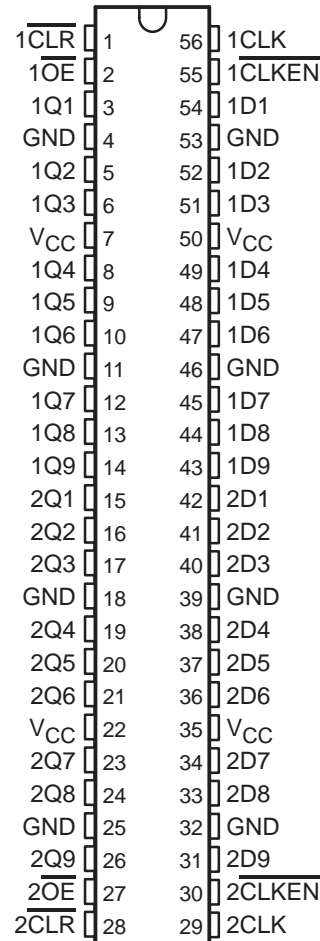 1CLR 1 56 1CLK
1OE 2 55 1CLKEN
1Q1 3 54 1D1
GND 4 53 GND
1Q2 5 52 1D2
1Q3 6 51 1D3
VCC 7 50 VCC
1Q4 8 49 1D4
1Q5 9 48 1D5
1Q6 10 47 1D6
GND 11 46 GND
1Q7 12 45 1D7
1Q8 13 44 1D8
1Q9 14 43 1D9
2Q1 15 42 2D1
2Q2 16 41 2D2
2Q3 17 40 2D3
GND 18 39 GND
2Q4 19 38 2D4
2Q5 20 37 2D5
2Q6 21 36 2D6
VCC 22 35 VCC
2Q7 23 34 2D7
2Q8 24 33 2D8
GND 25 32 GND
2Q9 26 31 2D9
2OE 27 30 2CLKEN
2CLR 28 29 2CLK